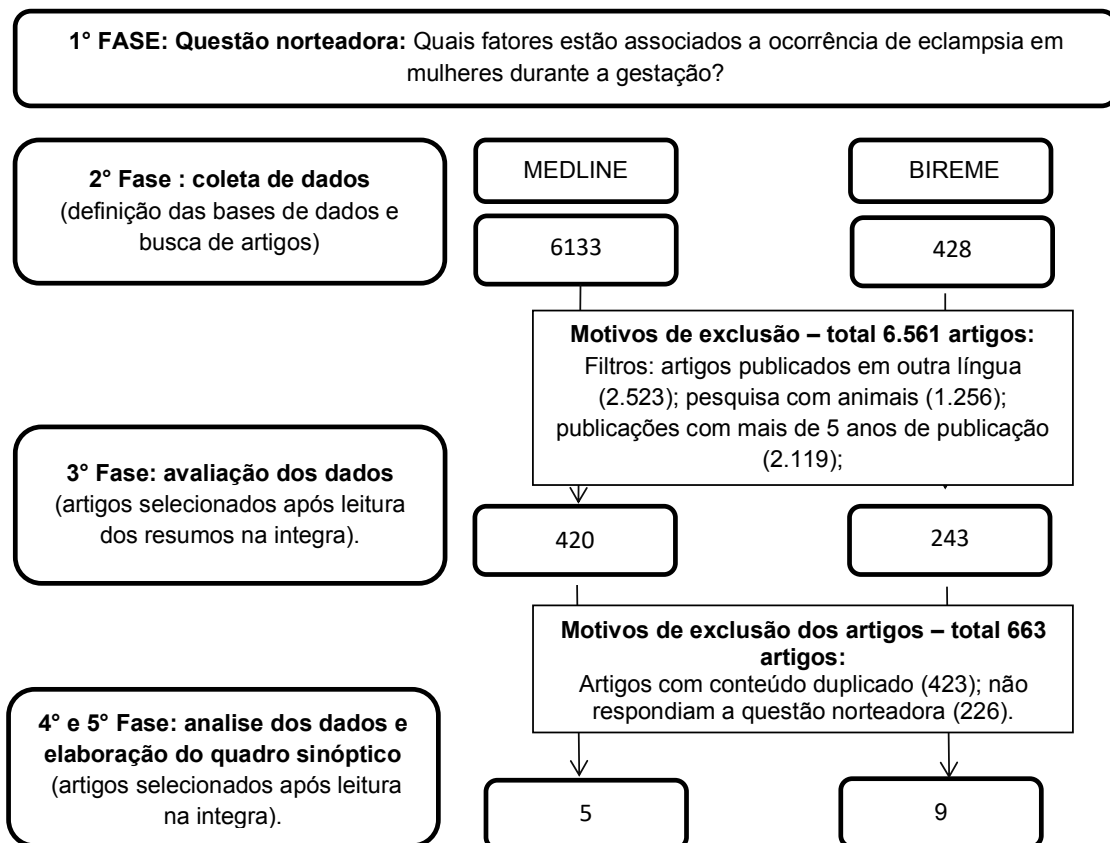 1° FASE: Questão norteadora: Quais fatores estão associados a ocorrência de eclampsia em
mulheres durante a gestação?
2° Fase : coleta de dados
(definição das bases de dados e
busca de artigos)
MEDLINE
BIREME
6133
428
Motivos de exclusão – total 6.561 artigos:
Filtros: artigos publicados em outra língua
(2.523); pesquisa com animais (1.256);
publicações com mais de 5 anos de publicação
(2.119);
3° Fase: avaliação dos dados
(artigos selecionados após leitura
dos resumos na integra).
420
243
Motivos de exclusão dos artigos – total 663
artigos:
Artigos com conteúdo duplicado (423); não
respondiam a questão norteadora (226).
4° e 5° Fase: analise dos dados e
elaboração do quadro sinóptico
(artigos selecionados após leitura
na integra).
5
9